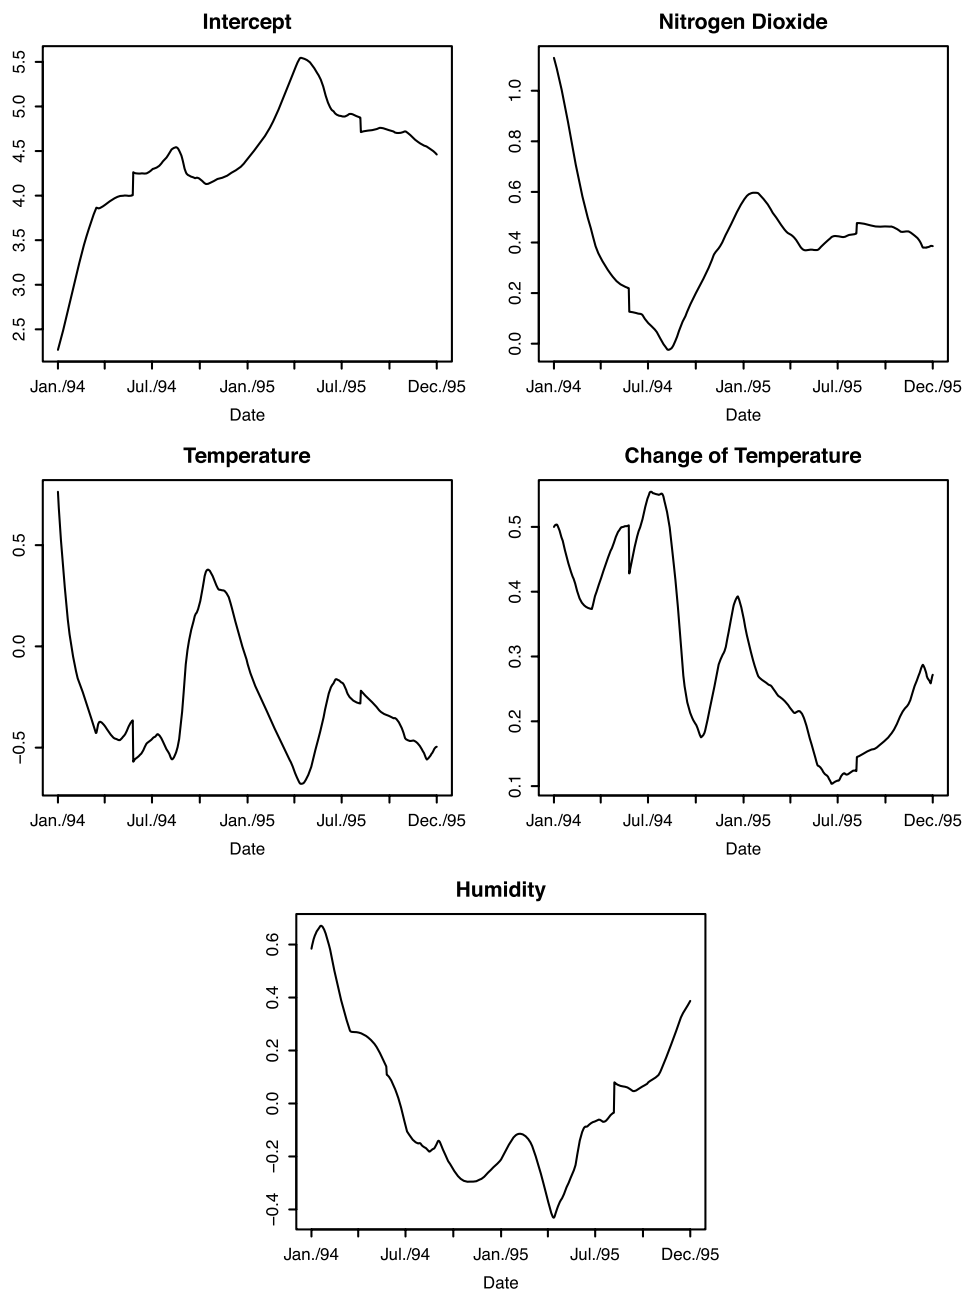 Intercept
5.5
5.0
4.5
4.0
3.5
3.0
2.5
Jan./94 Jul./94 Jan./95 Jul./95 Dec./95
Date
Nitrogen Dioxide
1.0
0.8
0.6
0.4
0.2
0.0
Jan./94 Jul./94 Jan./95 Jul./95 Dec./95
Date
Temperature
0.5
0.0
−0.5
Jan./94 Jul./94 Jan./95 Jul./95 Dec./95
Date
Change of Temperature
0.5
0.4
0.3
0.2
0.1
Jan./94 Jul./94 Jan./95 Jul./95 Dec./95
Date
Humidity
0.6
0.4
0.2
0.0
−0.2
−0.4
Jan./94 Jul./94 Jan./95 Jul./95 Dec./95
Date